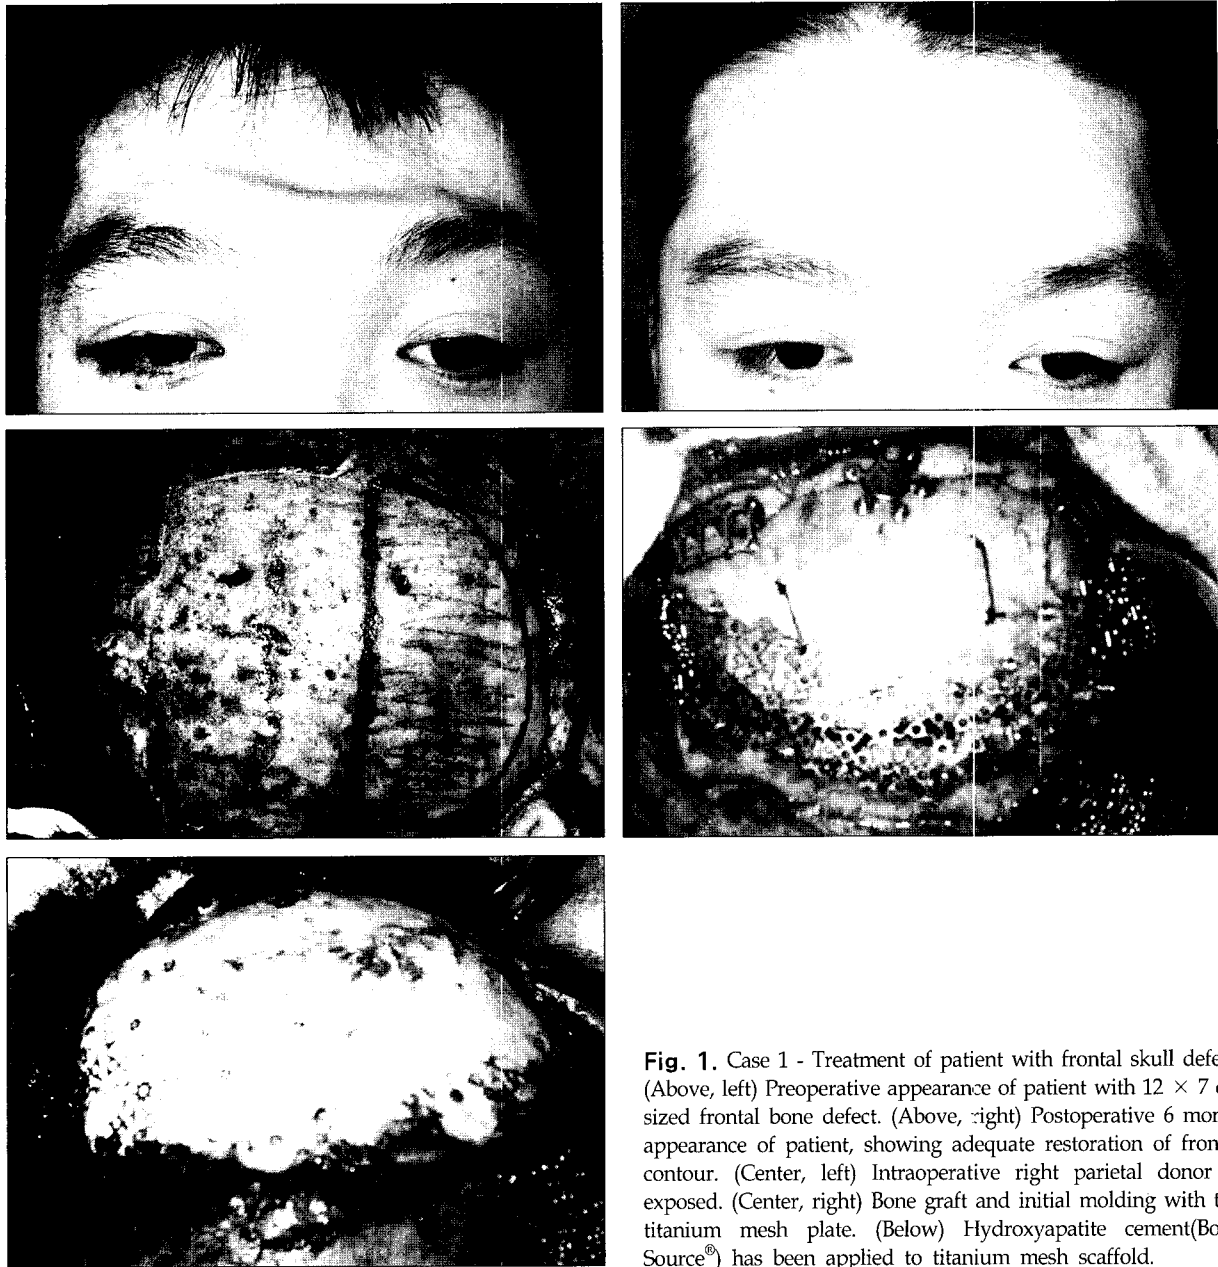 Fig. 1. Case 1 - Treatment of patient with frontal skull defe
(Above, left) Preoperative appearance of patient with 12 × 7 c
sized frontal bone defect. (Above, right) Postoperative 6 mon
appearance of patient, showing adequate restoration of fron
contour. (Center, left) Intraoperative right parietal donor
exposed. (Center, right) Bone graft and initial molding with t
titanium mesh plate. (Below) Hydroxyapatite cement(Bo
Source®) has been applied to titanium mesh scaffold.